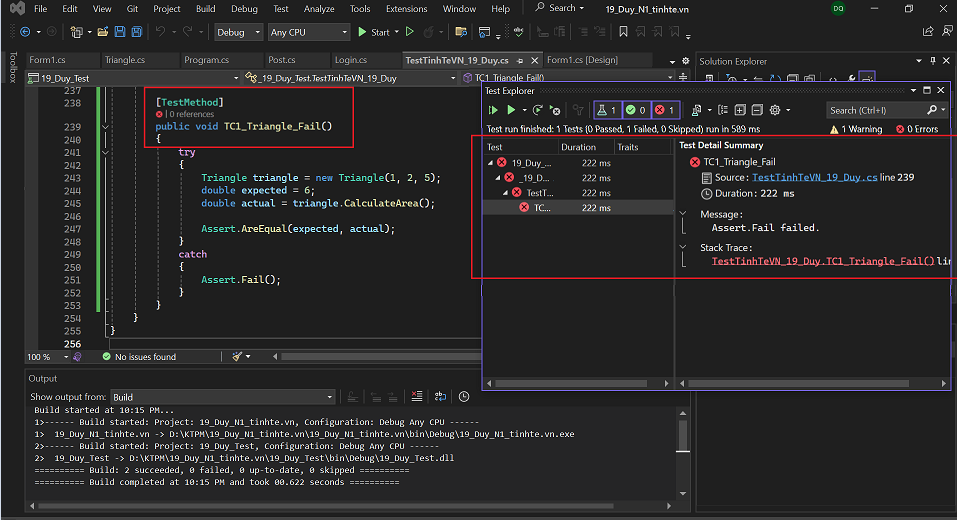 File Edit View Git Project Build Debug Test Analyze Tools Extensions Window Help Search 19_Duy_N1_tinhte.vn DQ
Debug Any CPU Start
Toolbox
Form1.cs Triangle.cs Program.cs Post.cs Login.cs TestTinhTeVN_19_Duy.cs Form1.cs [Design]
Solution Explorer
19_Duy_Test _19_Duy_Test.TestTinhTeVN_19_Duy TC1_Triangle_Fail()
237
238 [TestMethod]
0 references
239 public void TC1_Triangle_Fail()
240 {
241 try
242 {
243 Triangle triangle = new Triangle(1, 2, 5);
244 double expected = 6;
245 double actual = triangle.CalculateArea();
246
247 Assert.AreEqual(expected, actual);
248 }
249 catch
250 {
251 Assert.Fail();
252 }
253 }
254 }
255 }
256
100 % No issues found
Test Explorer
1 0 1 Search (Ctrl+I)
Test run finished: 1 Tests (0 Passed, 1 Failed, 0 Skipped) run in 589 ms 1 Warning 0 Errors
Test Duration Traits
19_Duy_... 222 ms
_19_D... 222 ms
TestT... 222 ms
TC... 222 ms
Test Detail Summary
TC1_Triangle_Fail
Source: TestTinhTeVN_19_Duy.cs line 239
Duration: 222 ms
Message:
Assert.Fail failed.
Stack Trace:
TestTinhTeVN_19_Duy.TC1_Triangle_Fail() lin
Output
Show output from: Build
Build started at 10:15 PM...
1>------ Build started: Project: 19_Duy_N1_tinhte.vn, Configuration: Debug Any CPU ------
1> 19_Duy_N1_tinhte.vn -> D:\KTPM\19_Duy_N1_tinhte.vn\19_Duy_N1_tinhte.vn\bin\Debug\19_Duy_N1_tinhte.vn.exe
2>------ Build started: Project: 19_Duy_Test, Configuration: Debug Any CPU ------
2> 19_Duy_Test -> D:\KTPM\19_Duy_N1_tinhte.vn\19_Duy_Test\bin\Debug\19_Duy_Test.dll
========== Build: 2 succeeded, 0 failed, 0 up-to-date, 0 skipped ==========
========== Build completed at 10:15 PM and took 00.622 seconds ==========